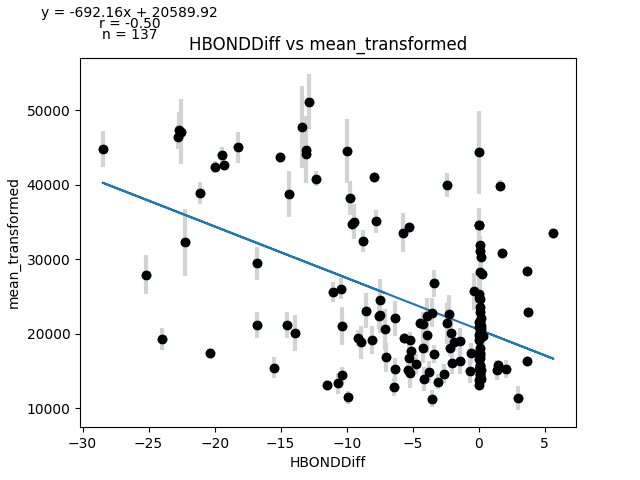 y = -692.16x + 20589.92
r = -0.50
n = 137
HBONDDiff vs mean_transformed
50000
40000
30000
20000
10000
mean_transformed
−30 −25 −20 −15 −10 −5 0 5
HBONDDiff